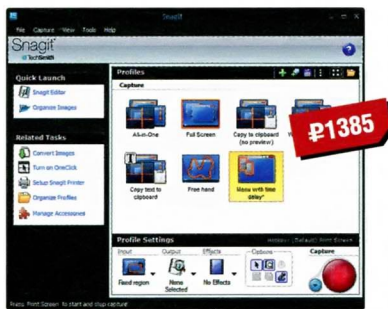 Snagit
File Capture View Tools Help
Snagit
TechSmith
Quick Launch
Snagit Editor
Organize Images
Related Tasks
Convert Images
Turn on OneClick
Setup Snagit Printer
Organize Profiles
Manage Accessories
Profiles
Capture
All-in-One
Full Screen
Copy to clipboard
(no preview)
₽1385
Copy text to
clipboard
Free hand
Menu with time
delay*
Profile Settings
Input
Output
Effects
Options
Capture
Fixed region
None
Selected
No Effects
Press Print Screen to start and stop capture